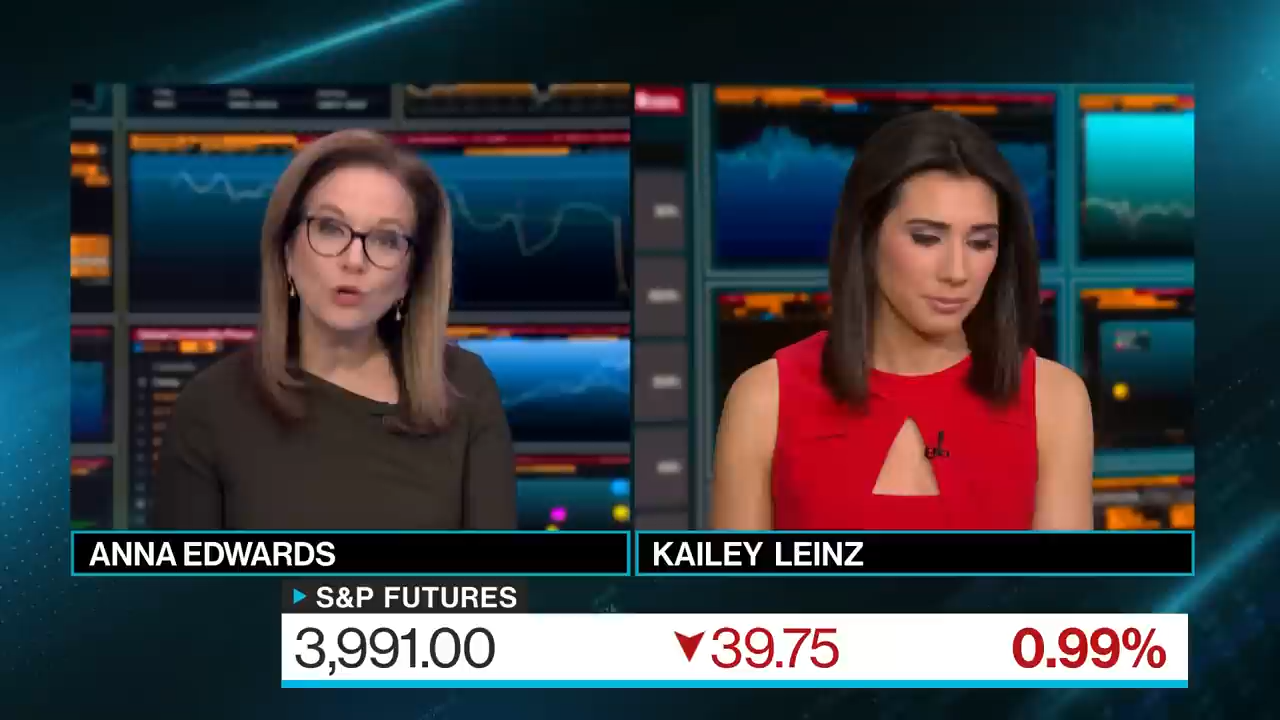 ANNA EDWARDS
KAILEY LEINZ
S&P FUTURES
3,991.00 39.75 0.99%